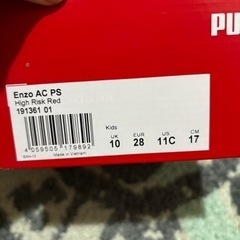 PU
Enzo AC PS
High Risk Red
191361 01
Kids
UK EUR US CM
10 28 11C 17
4 059505 179892
Made in Vietnam